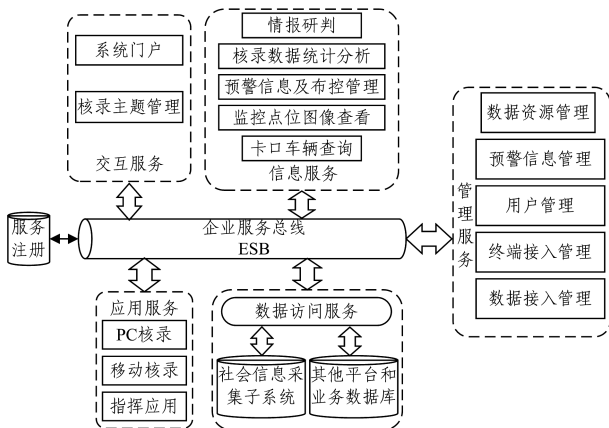 系统门户
核录主题管理
交互服务
情报研判
核录数据统计分析
预警信息及布控管理
监控点位图像查看
卡口车辆查询
信息服务
数据资源管理
预警信息管理
用户管理
终端接入管理
数据接入管理
管理服务
服务
注册
企业服务总线
ESB
应用服务
PC核录
移动核录
指挥应用
数据访问服务
社会信息采
集子系统
其他平台和
业务数据库